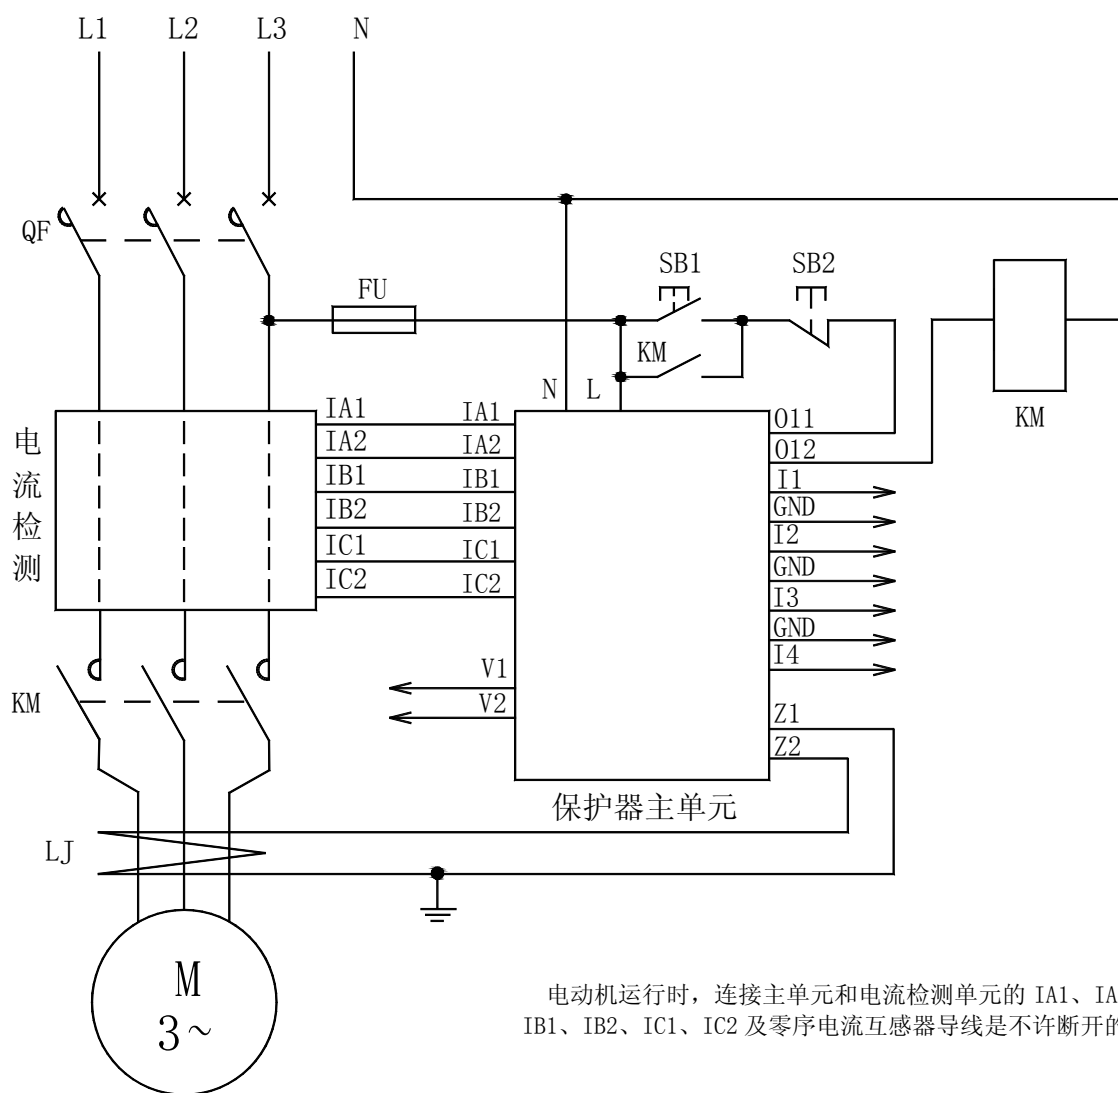 L1 L2 L3 N
QF
SB1 SB2
FU
KM
N L
KM
电流检测
IA1 IA1
IA2 IA2
IB1 IB1
IB2 IB2
IC1 IC1
IC2 IC2
O11
O12
I1
GND
I2
GND
I3
GND
I4
V1
V2
KM
Z1
Z2
保护器主单元
LJ
M
3~
电动机运行时，连接主单元和电流检测单元的 IA1、IA
IB1、IB2、IC1、IC2 及零序电流互感器导线是不许断开的